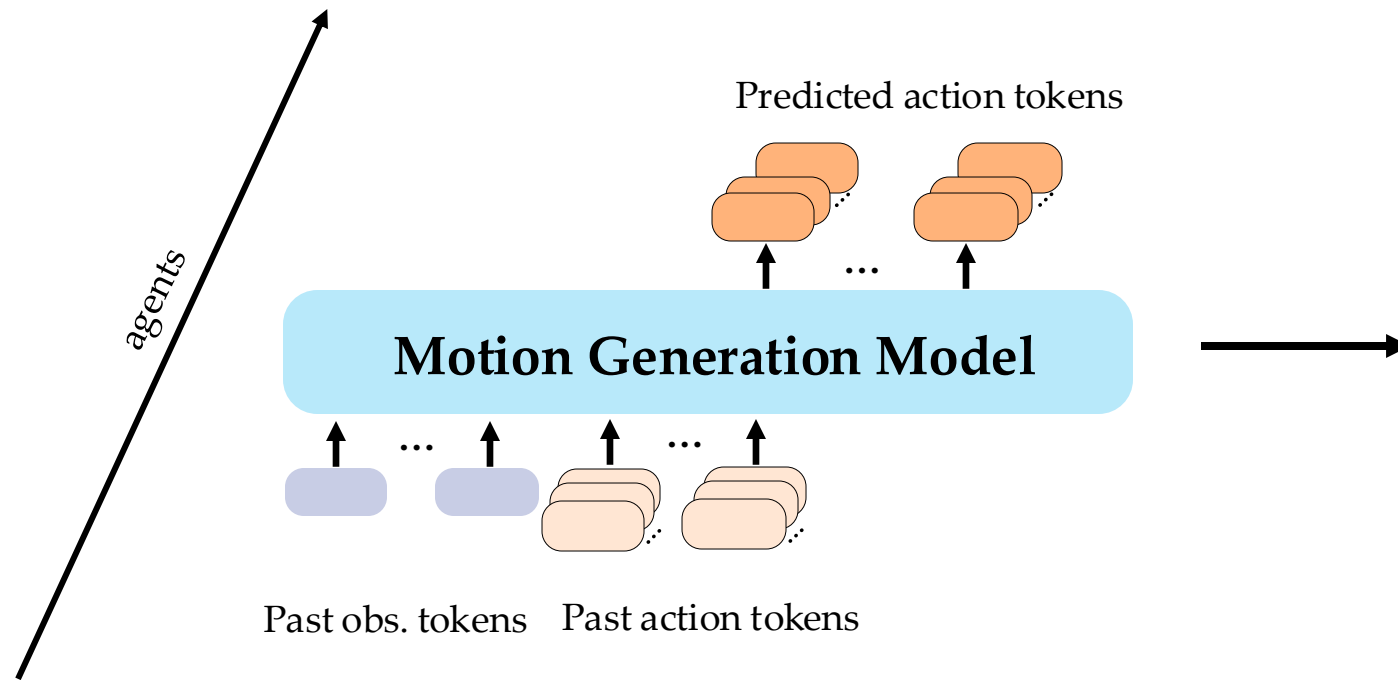 Predicted action tokens
...
agents
Motion Generation Model
... ...
Past obs. tokens Past action tokens